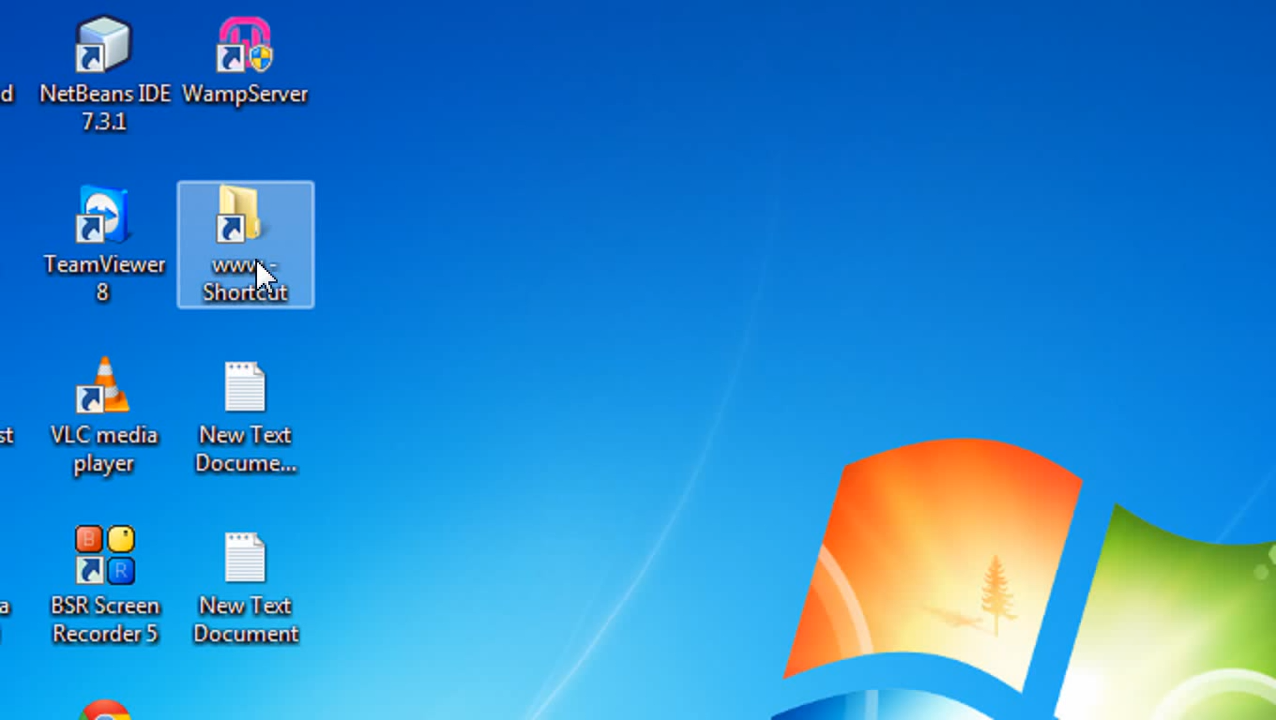 d
NetBeans IDE
7.3.1
WampServer
TeamViewer
8
www -
Shortcut
st
VLC media
player
New Text
Docume...
a
BSR Screen
Recorder 5
B
R
New Text
Document